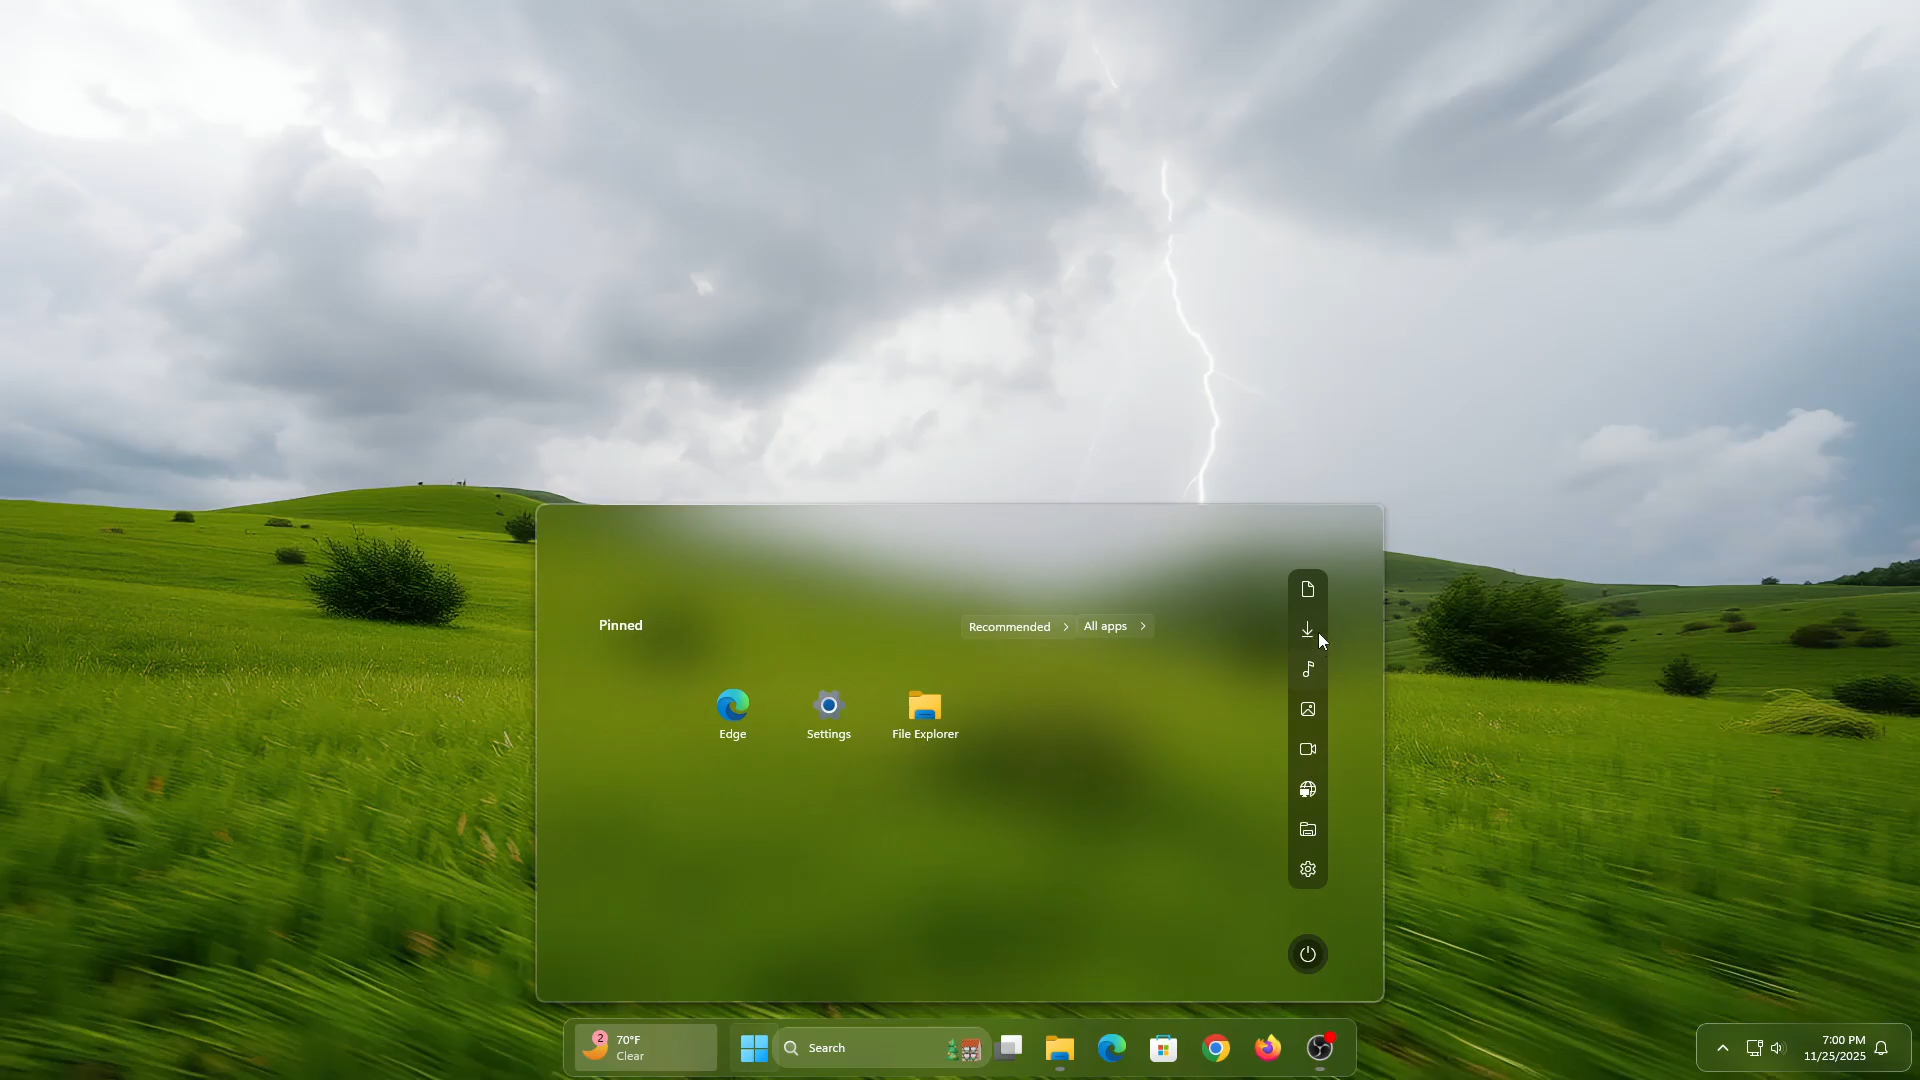 Pinned
Recommended
All apps
Edge
Settings
File Explorer
2
70°F
Clear
Search
7:00 PM
11/25/2025